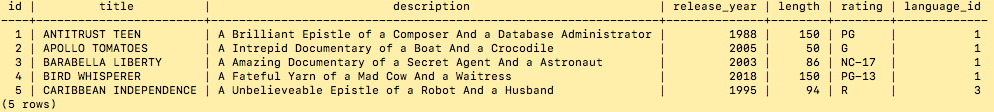 id |        title         |                            description                             | release_year | length | rating | language_id
----+----------------------+--------------------------------------------------------------------+--------------+--------+--------+-------------
  1 | ANTITRUST TEEN | A Brilliant Epistle of a Composer And a Database Administrator | 1988 | 150 | PG | 1
  2 | APOLLO TOMATOES | A Intrepid Documentary of a Boat And a Crocodile | 2005 | 50 | G | 1
  3 | BARABELLA LIBERTY | A Amazing Documentary of a Secret Agent And a Astronaut | 2003 | 86 | NC-17 | 1
  4 | BIRD WHISPERER | A Fateful Yarn of a Mad Cow And a Waitress | 2018 | 150 | PG-13 | 1
  5 | CARIBBEAN INDEPENDENCE | A Unbelieveable Epistle of a Robot And a Husband | 1995 | 94 | R | 3
(5 rows)